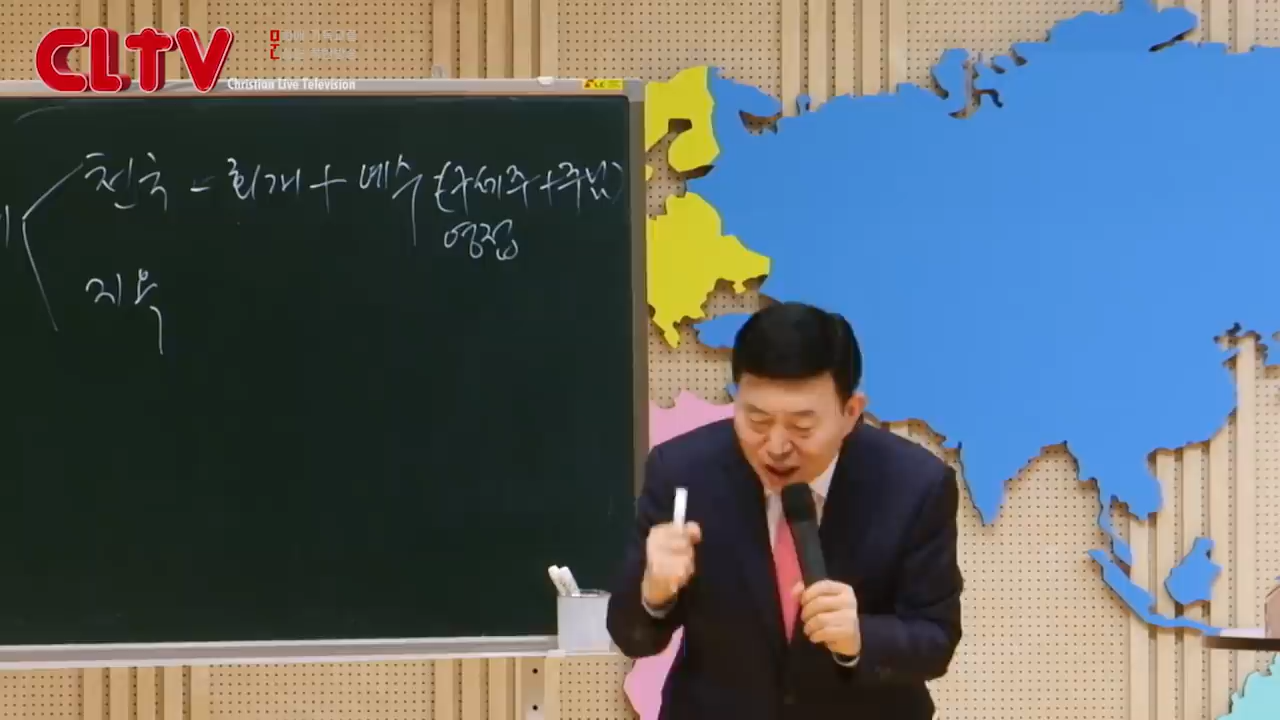 CLTV
Christian Live Television
천국 - 회개 + 예수 (구세주+주님)
영접
지옥